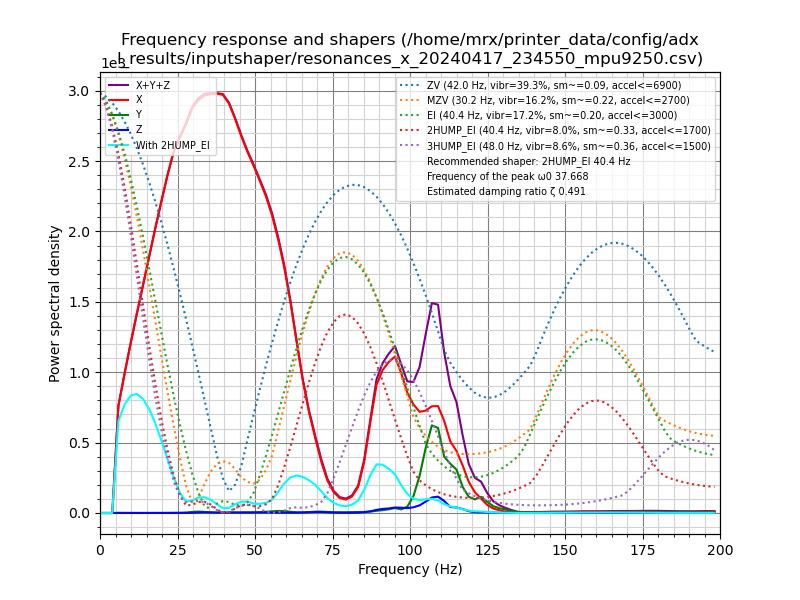 Frequency response and shapers (/home/mrx/printer_data/config/adx
l_results/inputshaper/resonances_x_20240417_234550_mpu9250.csv)
1e3
X+Y+Z
X
Y
Z
With 2HUMP_EI
ZV (42.0 Hz, vibr=39.3%, sm~=0.09, accel<=6900)
MZV (30.2 Hz, vibr=16.2%, sm~=0.22, accel<=2700)
EI (40.4 Hz, vibr=17.2%, sm~=0.20, accel<=3000)
2HUMP_EI (40.4 Hz, vibr=8.0%, sm~=0.33, accel<=1700)
3HUMP_EI (48.0 Hz, vibr=8.6%, sm~=0.36, accel<=1500)
Recommended shaper: 2HUMP_EI 40.4 Hz
Frequency of the peak ω0 37.668
Estimated damping ratio ζ 0.491
Power spectral density
3.0
2.5
2.0
1.5
1.0
0.5
0.0
0 25 50 75 100 125 150 175 200
Frequency (Hz)